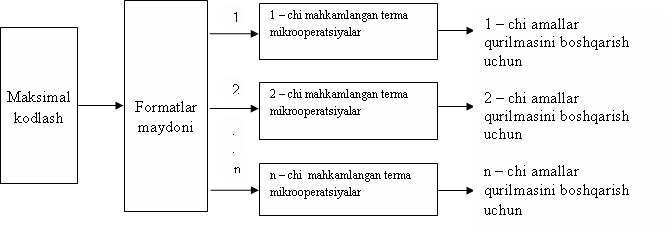 Maksimal
kodlash
Formatlar
maydoni
1
1 – chi mahkamlangan terma
mikrooperatsiyalar
1 – chi amallar
qurilmasini boshqarish
uchun
2
2 – chi mahkamlangan terma
mikrooperatsiyalar
2 – chi amallar
qurilmasini boshqarish
uchun
.
.
n
n – chi mahkamlangan terma
mikrooperatsiyalar
n – chi amallar
qurilmasini boshqarish
uchun